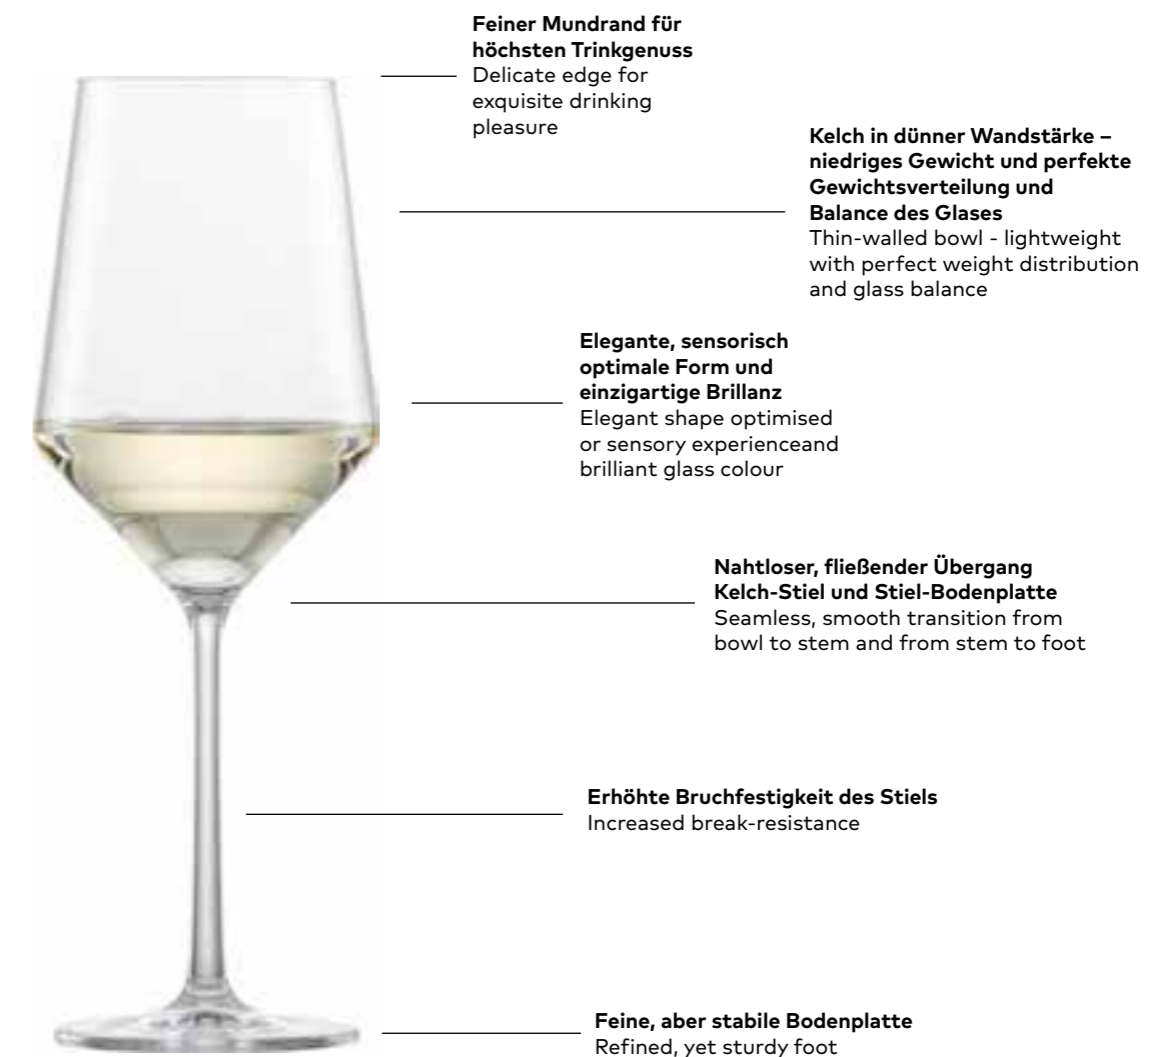 Feiner Mundrand für
höchsten Trinkgenuss
Delicate edge for
exquisite drinking
pleasure
Kelch in dünner Wandstärke –
niedriges Gewicht und perfekte
Gewichtsverteilung und
Balance des Glases
Thin-walled bowl - lightweight
with perfect weight distribution
and glass balance
Elegante, sensorisch
optimale Form und
einzigartige Brillanz
Elegant shape optimised
or sensory experienceand
brilliant glass colour
Nahtloser, fließender Übergang
Kelch-Stiel und Stiel-Bodenplatte
Seamless, smooth transition from
bowl to stem and from stem to foot
Erhöhte Bruchfestigkeit des Stiels
Increased break-resistance
Feine, aber stabile Bodenplatte
Refined, yet sturdy foot